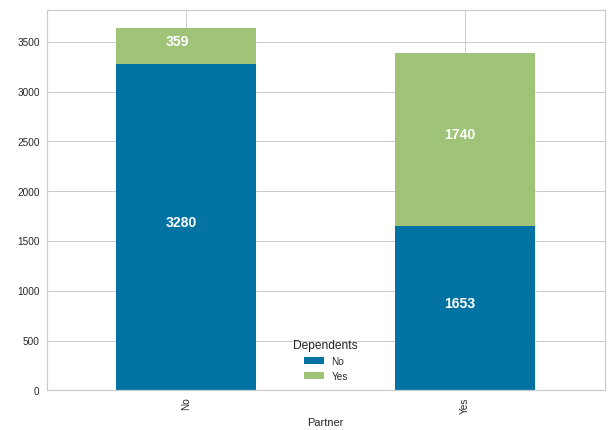 3500
3000
2500
2000
1500
1000
500
0
359
3280
1740
1653
Dependents
No
Yes
No
Yes
Partner